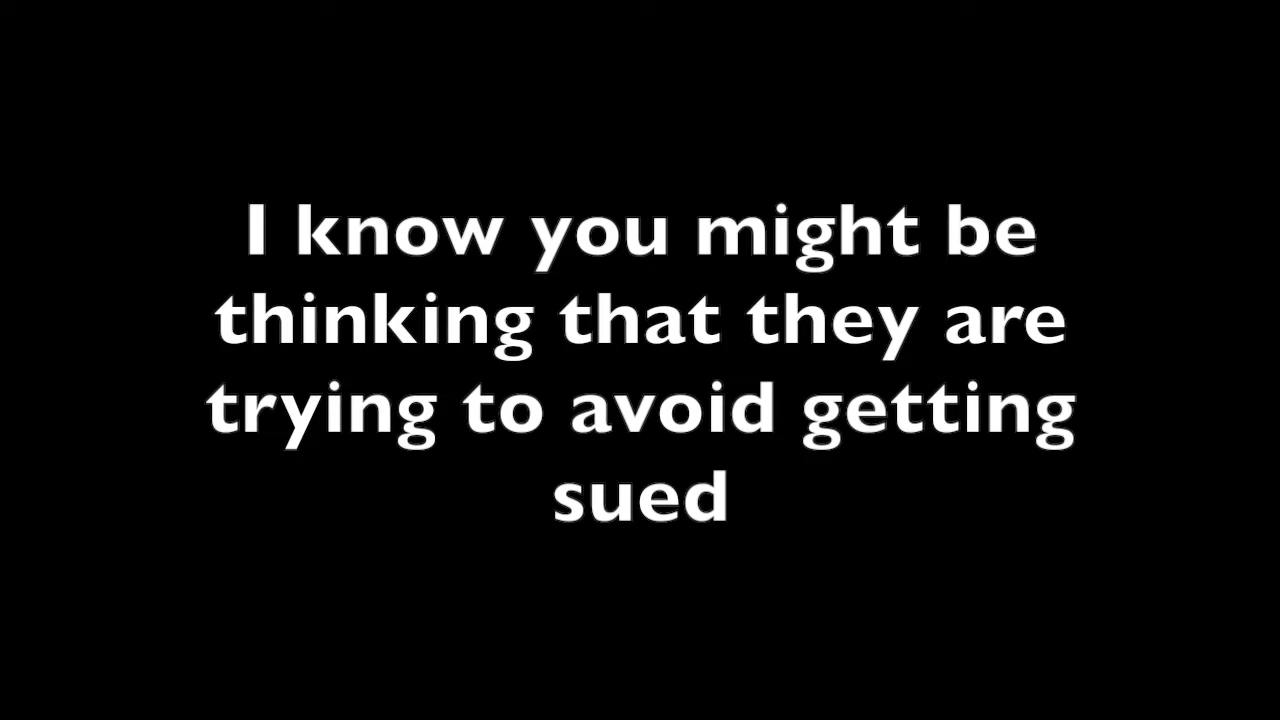 I know you might be
thinking that they are
trying to avoid getting
sued